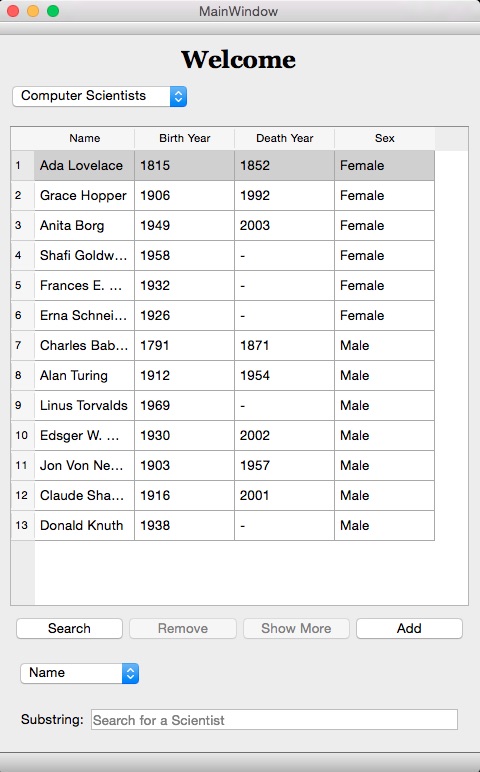 MainWindow
Welcome
Computer Scientists
Name Birth Year Death Year Sex
1 Ada Lovelace 1815 1852 Female
2 Grace Hopper 1906 1992 Female
3 Anita Borg 1949 2003 Female
4 Shafi Goldw... 1958 - Female
5 Frances E. ... 1932 - Female
6 Erna Schnei... 1926 - Female
7 Charles Bab... 1791 1871 Male
8 Alan Turing 1912 1954 Male
9 Linus Torvalds 1969 - Male
10 Edsger W. ... 1930 2002 Male
11 Jon Von Ne... 1903 1957 Male
12 Claude Sha... 1916 2001 Male
13 Donald Knuth 1938 - Male
Search Remove Show More Add
Name
Substring: Search for a Scientist